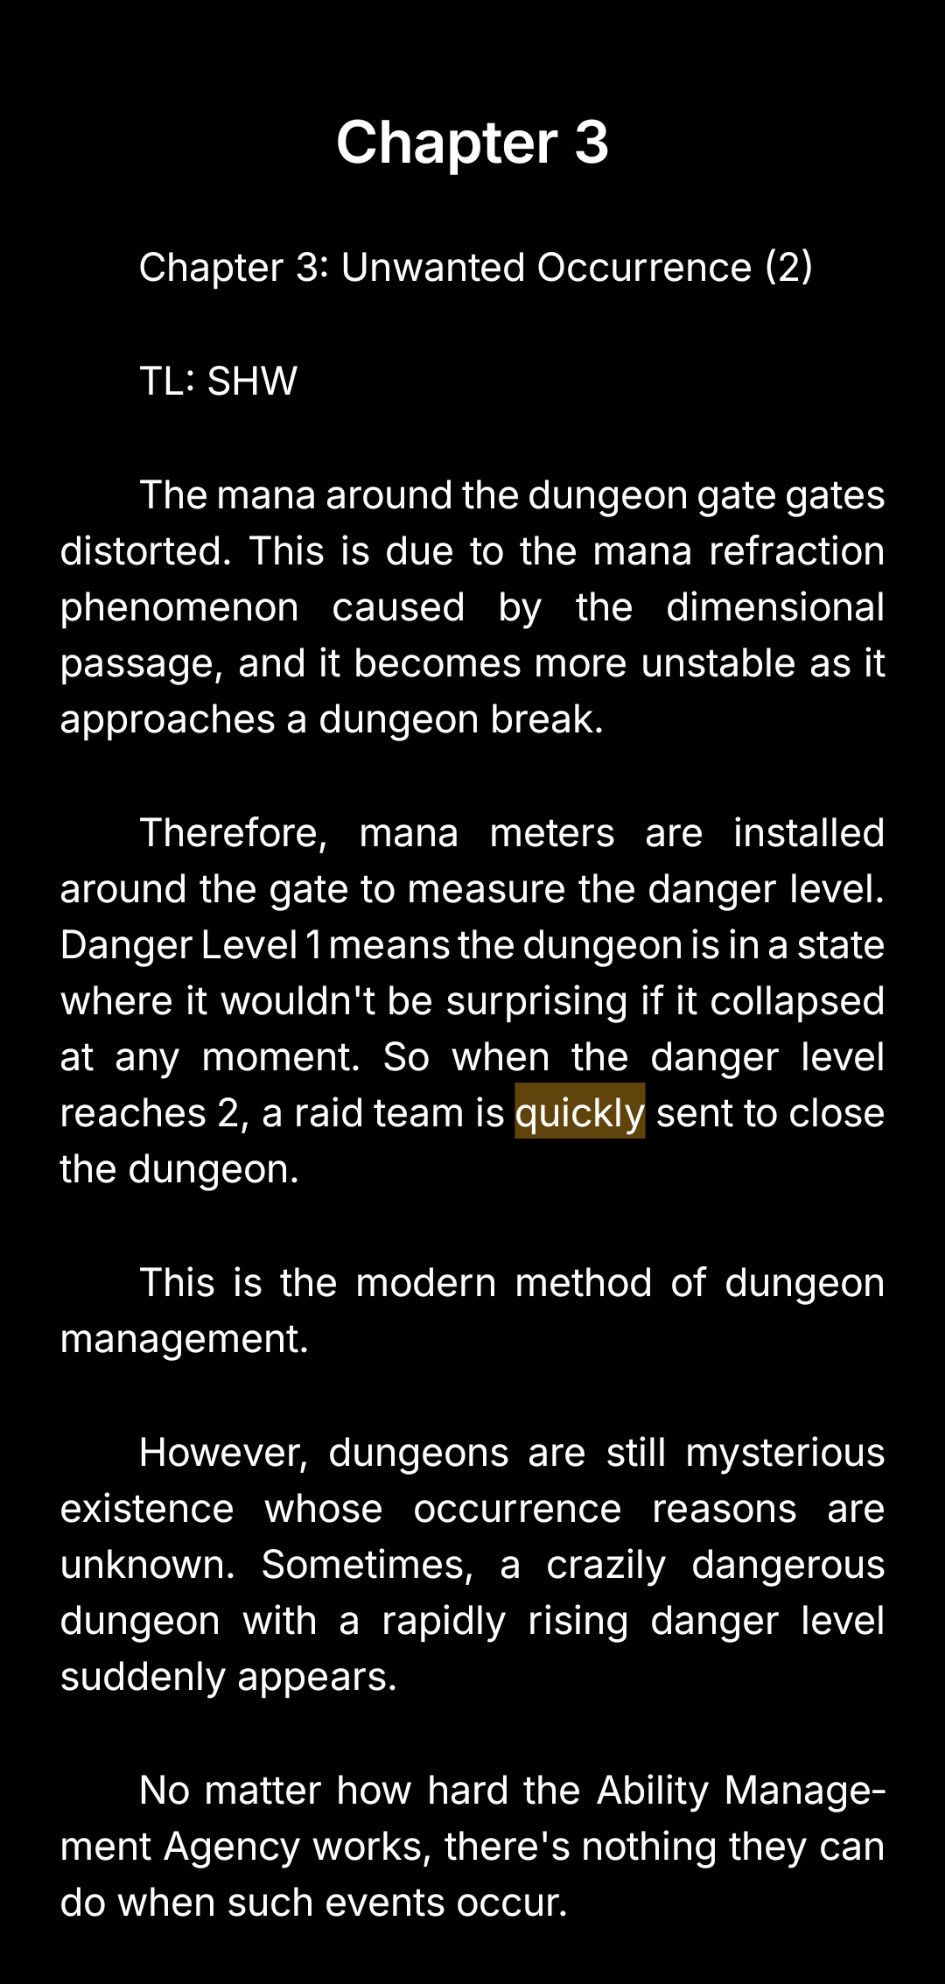 Chapter 3
Chapter 3: Unwanted Occurrence (2)
TL: SHW
The mana around the dungeon gate gates
distorted. This is due to the mana refraction
phenomenon caused by the dimensional
passage, and it becomes more unstable as it
approaches a dungeon break.
Therefore, mana meters are installed
around the gate to measure the danger level.
Danger Level 1 means the dungeon is in a state
where it wouldn't be surprising if it collapsed
at any moment. So when the danger level
reaches 2, a raid team is quickly sent to close
the dungeon.
This is the modern method of dungeon
management.
However, dungeons are still mysterious
existence whose occurrence reasons are
unknown. Sometimes, a crazily dangerous
dungeon with a rapidly rising danger level
suddenly appears.
No matter how hard the Ability Manage-
ment Agency works, there's nothing they can
do when such events occur.